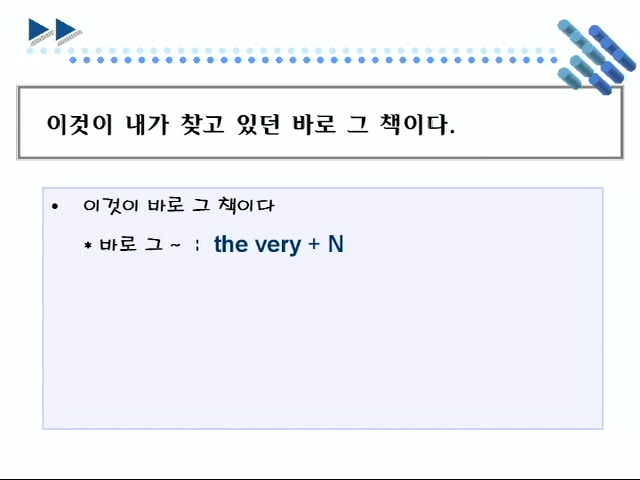 이것이 내가 찾고 있던 바로 그 책이다.
• 이것이 바로 그 책이다
* 바로 그 ~ : the very + N